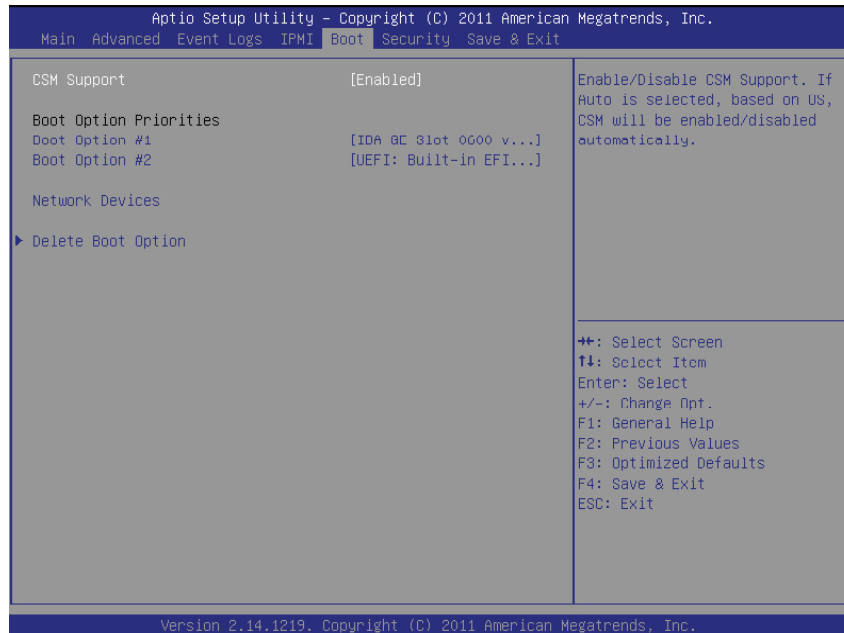 Aptio Setup Utility – Copyright (C) 2011 American Megatrends, Inc.
Main Advanced Event Logs IPMI Boot Security Save & Exit
CSM Support [Enabled]
Boot Option Priorities
Boot Option #1 [IBA GE Slot 0600 v...]
Boot Option #2 [UEFI: Built-in EFI...]
Network Devices
▶ Delete Boot Option
Enable/Disable CSM Support. If
Auto is selected, based on OS,
CSM will be enabled/disabled
automatically.
→←: Select Screen
↑↓: Select Item
Enter: Select
+/-: Change Opt.
F1: General Help
F2: Previous Values
F3: Optimized Defaults
F4: Save & Exit
ESC: Exit
Version 2.14.1219. Copyright (C) 2011 American Megatrends, Inc.